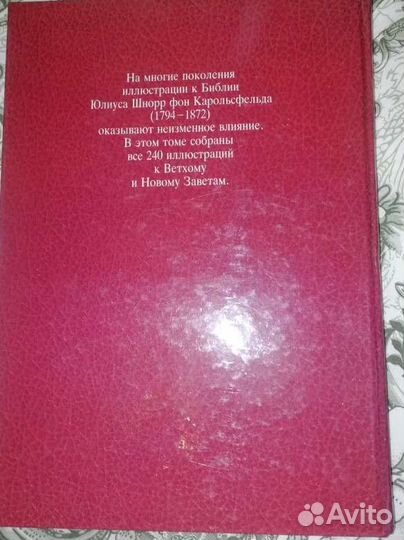 На многие поколения
иллюстрации к Библии
Юлиуса Шнорр фон Карольсфельда
(1794–1872)
оказывают неизменное влияние.
В этом томе собраны
все 240 иллюстраций
к Ветхому
и Новому Заветам.
Avito